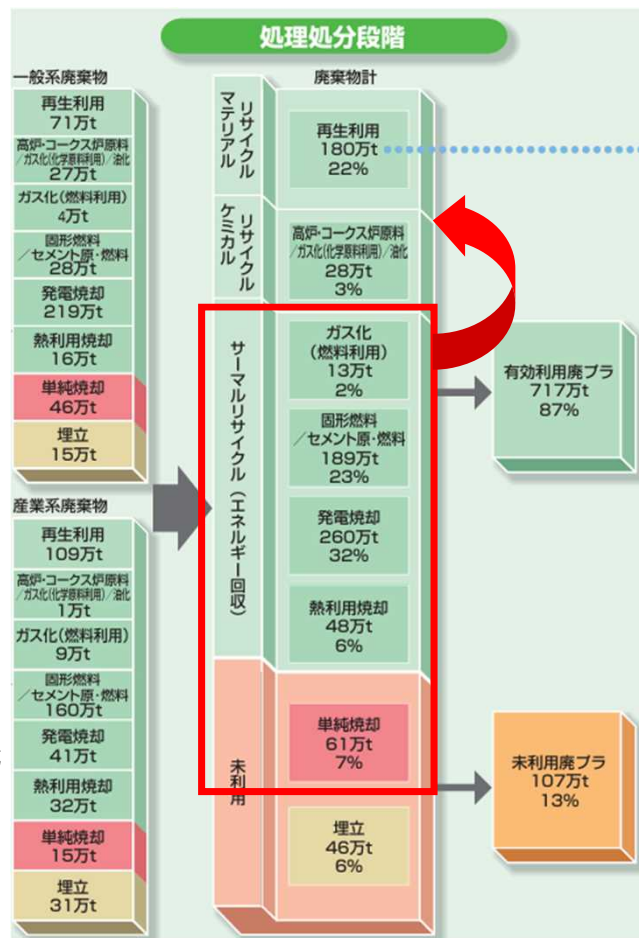 処理処分段階
一般系廃棄物
再生利用
71万t
高炉・コークス炉原料
/ガス化(化学原料利用)/油化
27万t
ガス化(燃料利用)
4万t
固形燃料
/セメント原・燃料
28万t
発電焼却
219万t
熱利用焼却
16万t
単純焼却
46万t
埋立
15万t
産業系廃棄物
再生利用
109万t
高炉・コークス炉原料
/ガス化(化学原料利用)/油化
1万t
ガス化(燃料利用)
9万t
固形燃料
/セメント原・燃料
160万t
発電焼却
41万t
熱利用焼却
32万t
単純焼却
15万t
埋立
31万t
廃棄物計
マテリアル
リサイクル
再生利用
180万t
22%
ケミカル
リサイクル
高炉・コークス炉原料
/ガス化(化学原料利用)/油化
28万t
3%
サーマルリサイクル(エネルギー回収)
ガス化
(燃料利用)
13万t
2%
固形燃料
/セメント原・燃料
189万t
23%
発電焼却
260万t
32%
熱利用焼却
48万t
6%
未利用
単純焼却
61万t
7%
埋立
46万t
6%
有効利用廃プラ
717万t
87%
未利用廃プラ
107万t
13%